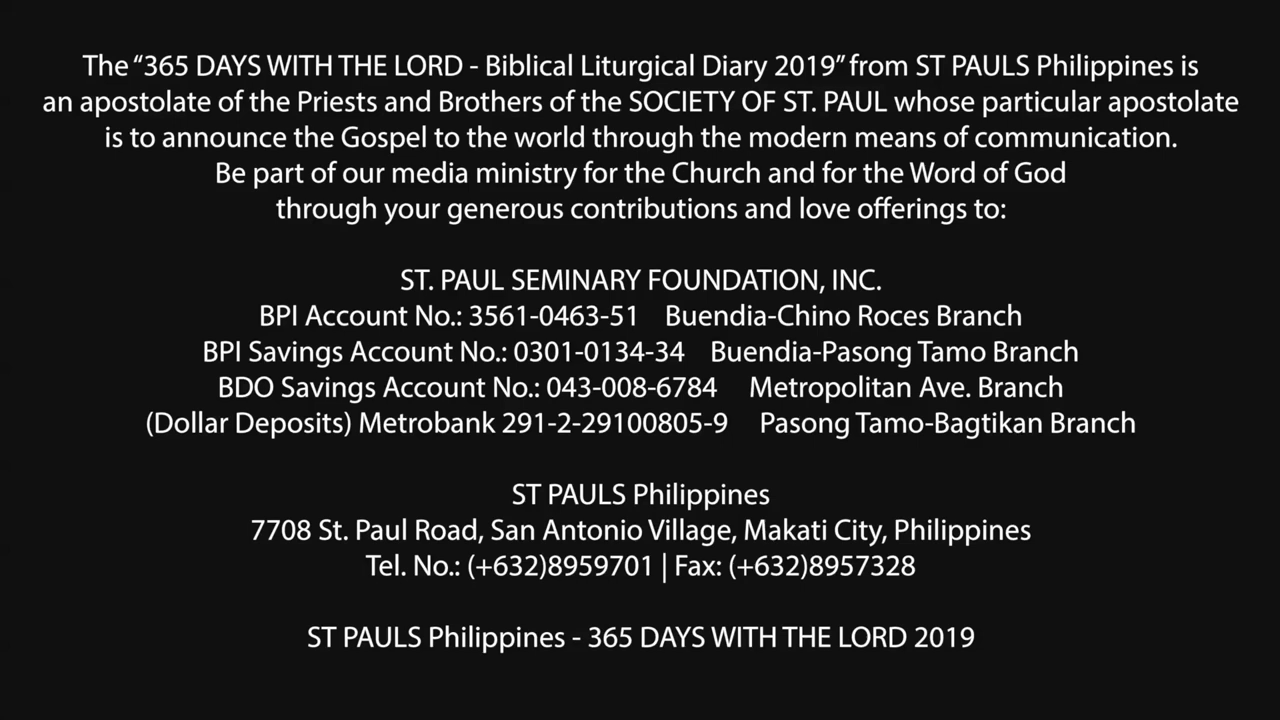 The “365 DAYS WITH THE LORD - Biblical Liturgical Diary 2019” from ST PAULS Philippines is
an apostolate of the Priests and Brothers of the SOCIETY OF ST. PAUL whose particular apostolate
is to announce the Gospel to the world through the modern means of communication.
Be part of our media ministry for the Church and for the Word of God
through your generous contributions and love offerings to:
ST. PAUL SEMINARY FOUNDATION, INC.
BPI Account No.: 3561-0463-51 Buendia-Chino Roces Branch
BPI Savings Account No.: 0301-0134-34 Buendia-Pasong Tamo Branch
BDO Savings Account No.: 043-008-6784 Metropolitan Ave. Branch
(Dollar Deposits) Metrobank 291-2-29100805-9 Pasong Tamo-Bagtikan Branch
ST PAULS Philippines
7708 St. Paul Road, San Antonio Village, Makati City, Philippines
Tel. No.: (+632)8959701 | Fax: (+632)8957328
ST PAULS Philippines - 365 DAYS WITH THE LORD 2019